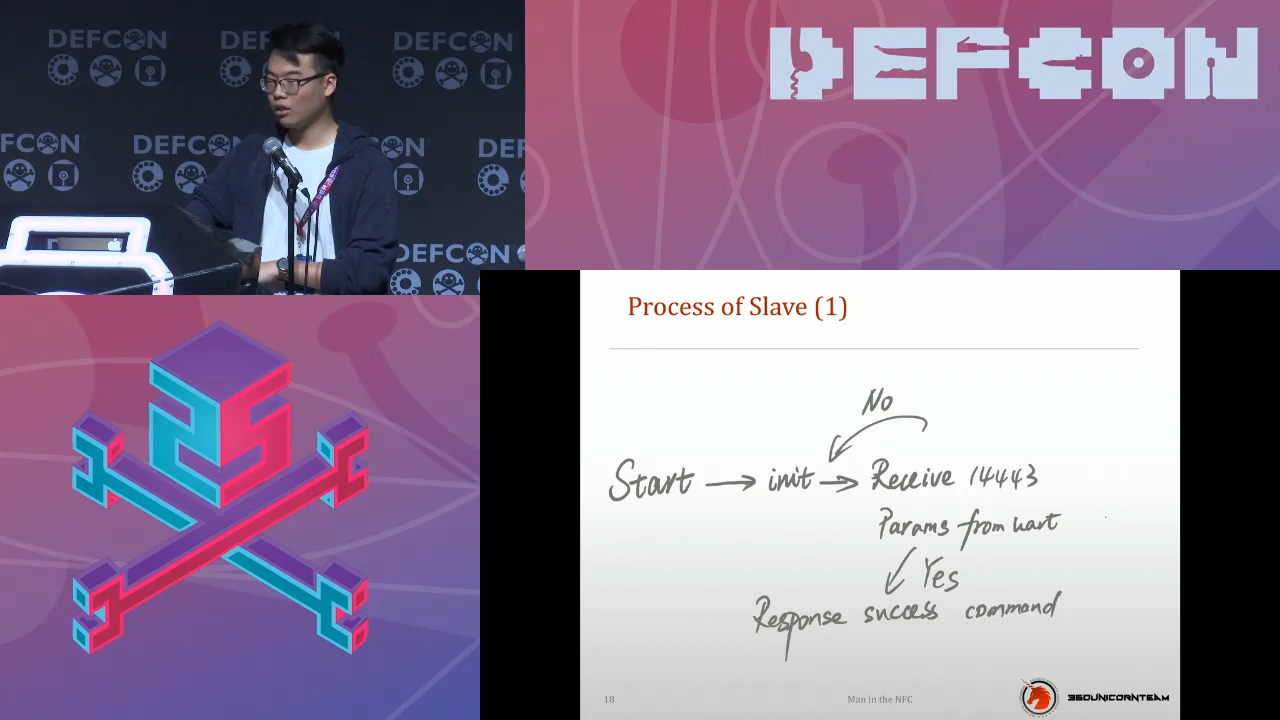 DEFCON
DEFCON
DEFCON
DEFCON
DEFCON
DEFCON
DEFCON
Process of Slave (1)
No
Start → init → Receive 14443
Params from uart
Yes
Response success command
18
Man in the NFC
360UNICORNTEAM